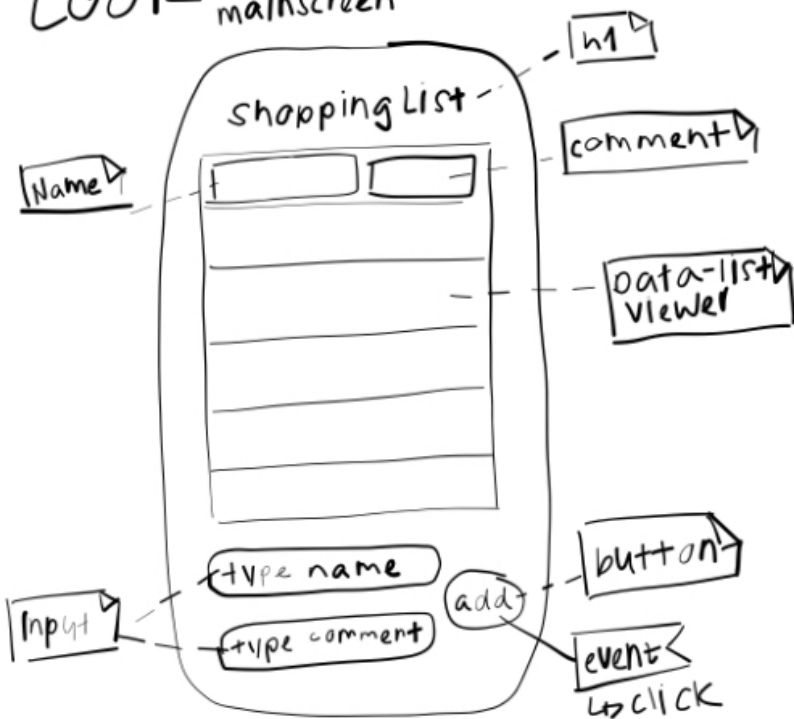 mainscreen
h1
shopping List
comment
Name
Data-list
viewer
type name
button
add
Input
type comment
event
click